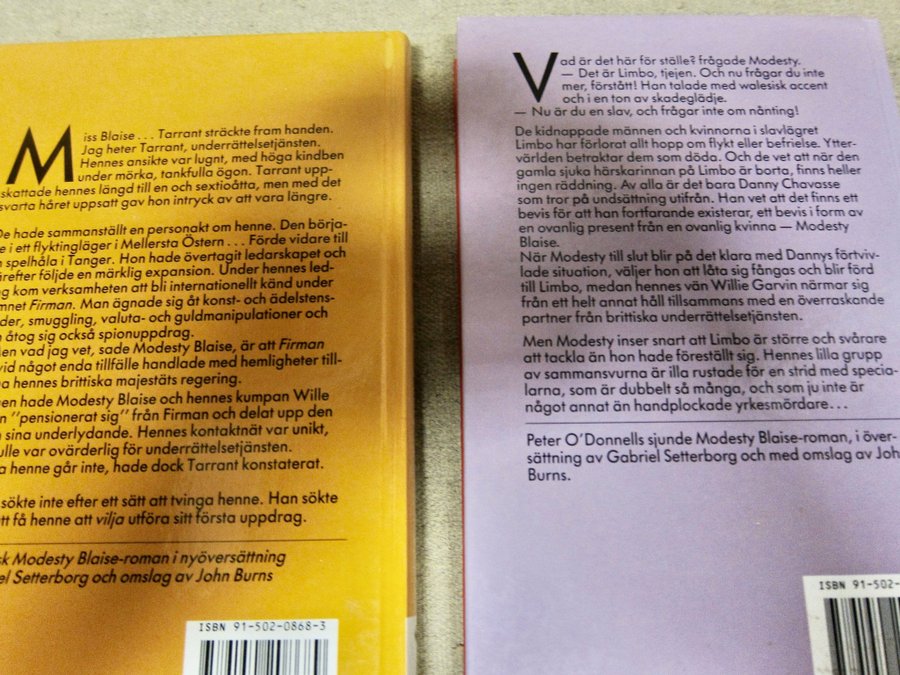 Miss Blaise . . . Tarrant sträckte fram handen.
Jag heter Tarrant, underrättelsetjänsten.
Hennes ansikte var lugnt, med höga kindben
under mörka, tankfulla ögon. Tarrant upp-
skattade hennes längd till en och sextioåtta, men med det
svarta håret uppsatt gav hon intryck av att vara längre.
De hade sammanställt en personakt om henne. Den börja-
e i ett flyktingläger i Mellersta Östern . . . Förde vidare till
n spelhåla i Tanger. Hon hade övertagit ledarskapet och
ärefter följde en märklig expansion. Under hennes led-
ng kom verksamheten att bli internationellt känd under
mnet Firman. Man ägnade sig åt konst- och ädelstens-
der, smuggling, valuta- och guldmanipulationer och
n åtog sig också spionuppdrag.
en vad jag vet, sade Modesty Blaise, är att Firman
vid något enda tillfälle handlade med hemligheter till-
a hennes brittiska majestäts regering.
en hade Modesty Blaise och hennes kumpan Wille
n "pensionerat sig" från Firman och delat upp den
n sina underlydande. Hennes kontaktnät var unikt,
ulle var ovärderlig för underrättelsetjänsten.
a henne går inte, hade dock Tarrant konstaterat.
sökte inte efter ett sätt att tvinga henne. Han sökte
tt få henne att vilja utföra sitt första uppdrag.
sk Modesty Blaise-roman i nyöversättning
el Setterborg och omslag av John Burns
ISBN 91-502-0868-3
Vad är det här för ställe? frågade Modesty.
— Det är Limbo, tjejen. Och nu frågar du inte
mer, förstått! Han talade med walesisk accent
och i en ton av skadeglädje.
— Nu är du en slav, och frågar inte om nånting!
De kidnappade männen och kvinnorna i slavlägret
Limbo har förlorat allt hopp om flykt eller befrielse. Ytter-
världen betraktar dem som döda. Och de vet att när den
gamla sjuka härskarinnan på Limbo är borta, finns heller
ingen räddning. Av alla är det bara Danny Chavasse
som tror på undsättning utifrån. Han vet att det finns ett
bevis för att han fortfarande existerar, ett bevis i form av
en ovanlig present från en ovanlig kvinna — Modesty
Blaise.
När Modesty till slut blir på det klara med Dannys förtviv-
lade situation, väljer hon att låta sig fångas och blir förd
till Limbo, medan hennes vän Willie Garvin närmar sig
från ett helt annat håll tillsammans med en överraskande
partner från brittiska underrättelsetjänsten.
Men Modesty inser snart att Limbo är större och svårare
att tackla än hon hade föreställt sig. Hennes lilla grupp
av sammansvurna är illa rustade för en strid med specia-
larna, som är dubbelt så många, och som ju inte är
något annat än handplockade yrkesmördare . . .
Peter O'Donnells sjunde Modesty Blaise-roman, i över-
sättning av Gabriel Setterborg och med omslag av John
Burns.
ISBN 91-502-